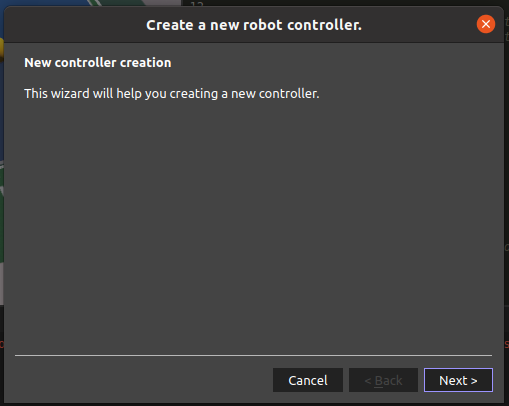 Create a new robot controller.
New controller creation
This wizard will help you creating a new controller.
Cancel
< Back
Next >